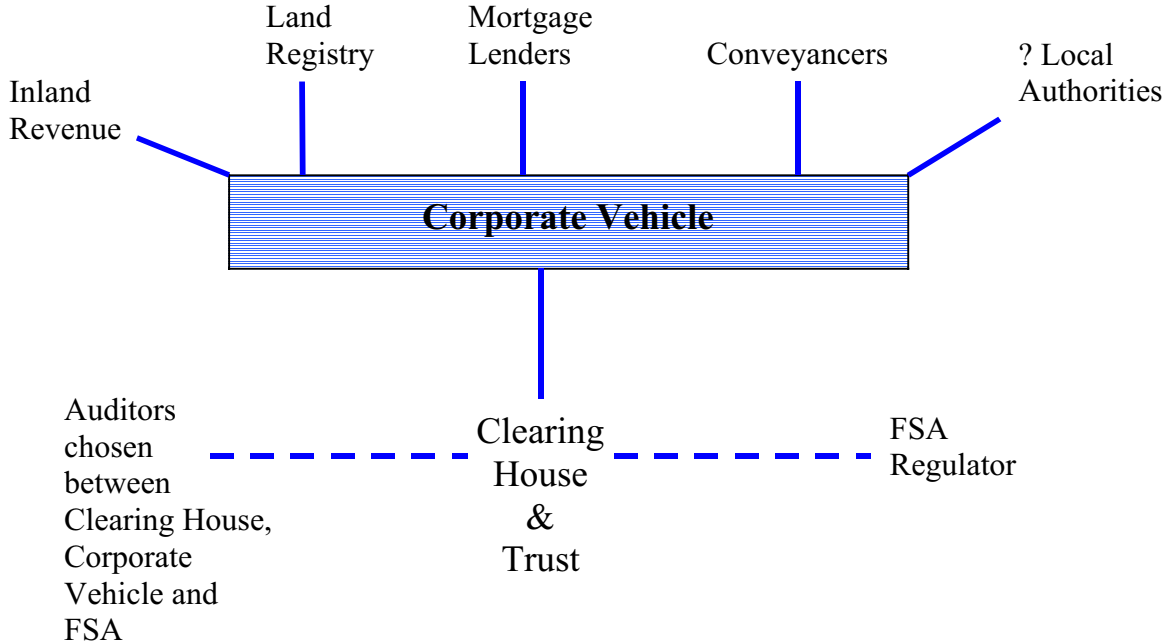 Inland
Revenue
Land
Registry
Mortgage
Lenders
Conveyancers
? Local
Authorities
Corporate Vehicle
Auditors
chosen
between
Clearing House,
Corporate
Vehicle and
FSA
Clearing
House
&
Trust
FSA
Regulator